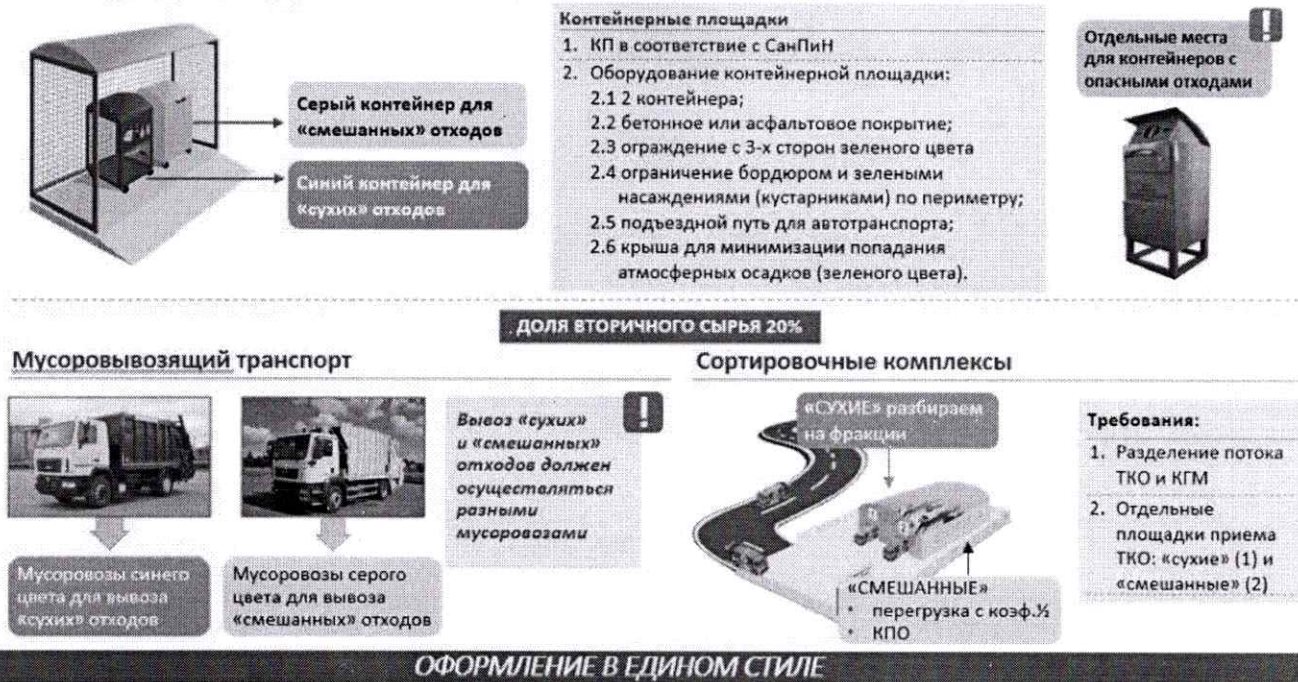 Серый контейнер для
«смешанных» отходов
Синий контейнер для
«сухих» отходов
Контейнерные площадки
1. КП в соответствие с СанПиН
2. Оборудование контейнерной площадки:
2.1 2 контейнера;
2.2 бетонное или асфальтовое покрытие;
2.3 ограждение с 3-х сторон зеленого цвета
2.4 ограничение бордюром и зелеными
насаждениями (кустарниками) по периметру;
2.5 подъездной путь для автотранспорта;
2.6 крыша для минимизации попадания
атмосферных осадков (зеленого цвета).
!
Отдельные места
для контейнеров с
опасными отходами
ДОЛЯ ВТОРИЧНОГО СЫРЬЯ 20%
Мусоровывозящий транспорт
!
Вывоз «сухих»
и «смешанных»
отходов должен
осуществляться
разными
мусоровозами
Мусоровозы синего
цвета для вывоза
«сухих» отходов
Мусоровозы серого
цвета для вывоза
«смешанных» отходов
Сортировочные комплексы
«СУХИЕ» разбираем
на фракции
«СМЕШАННЫЕ»
• перегрузка с коэф.½
• КПО
Требования:
1. Разделение потока
ТКО и КГМ
2. Отдельные
площадки приема
ТКО: «сухие» (1) и
«смешанные» (2)
ОФОРМЛЕНИЕ В ЕДИНОМ СТИЛЕ